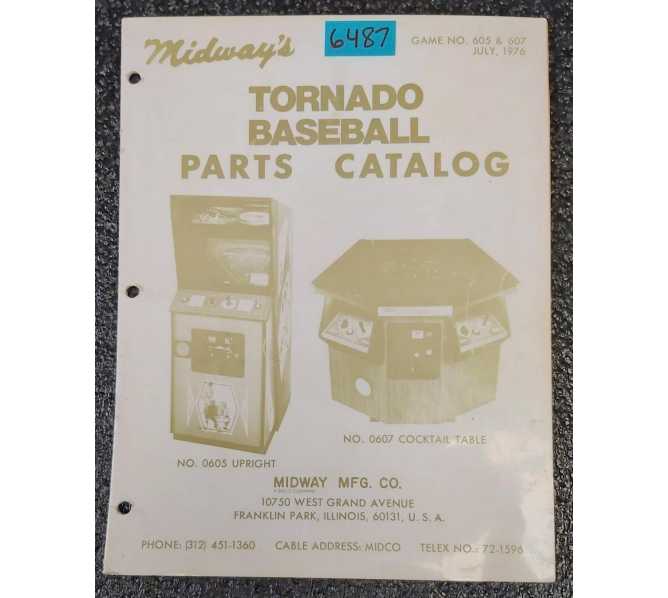 Midway's
6487
GAME NO. 605 & 607
JULY, 1976
TORNADO
BASEBALL
PARTS CATALOG
NO. 0605 UPRIGHT
NO. 0607 COCKTAIL TABLE
MIDWAY MFG. CO.
10750 WEST GRAND AVENUE
FRANKLIN PARK, ILLINOIS, 60131, U. S. A.
PHONE: (312) 451-1360 CABLE ADDRESS: MIDCO TELEX NO.: 72-1596